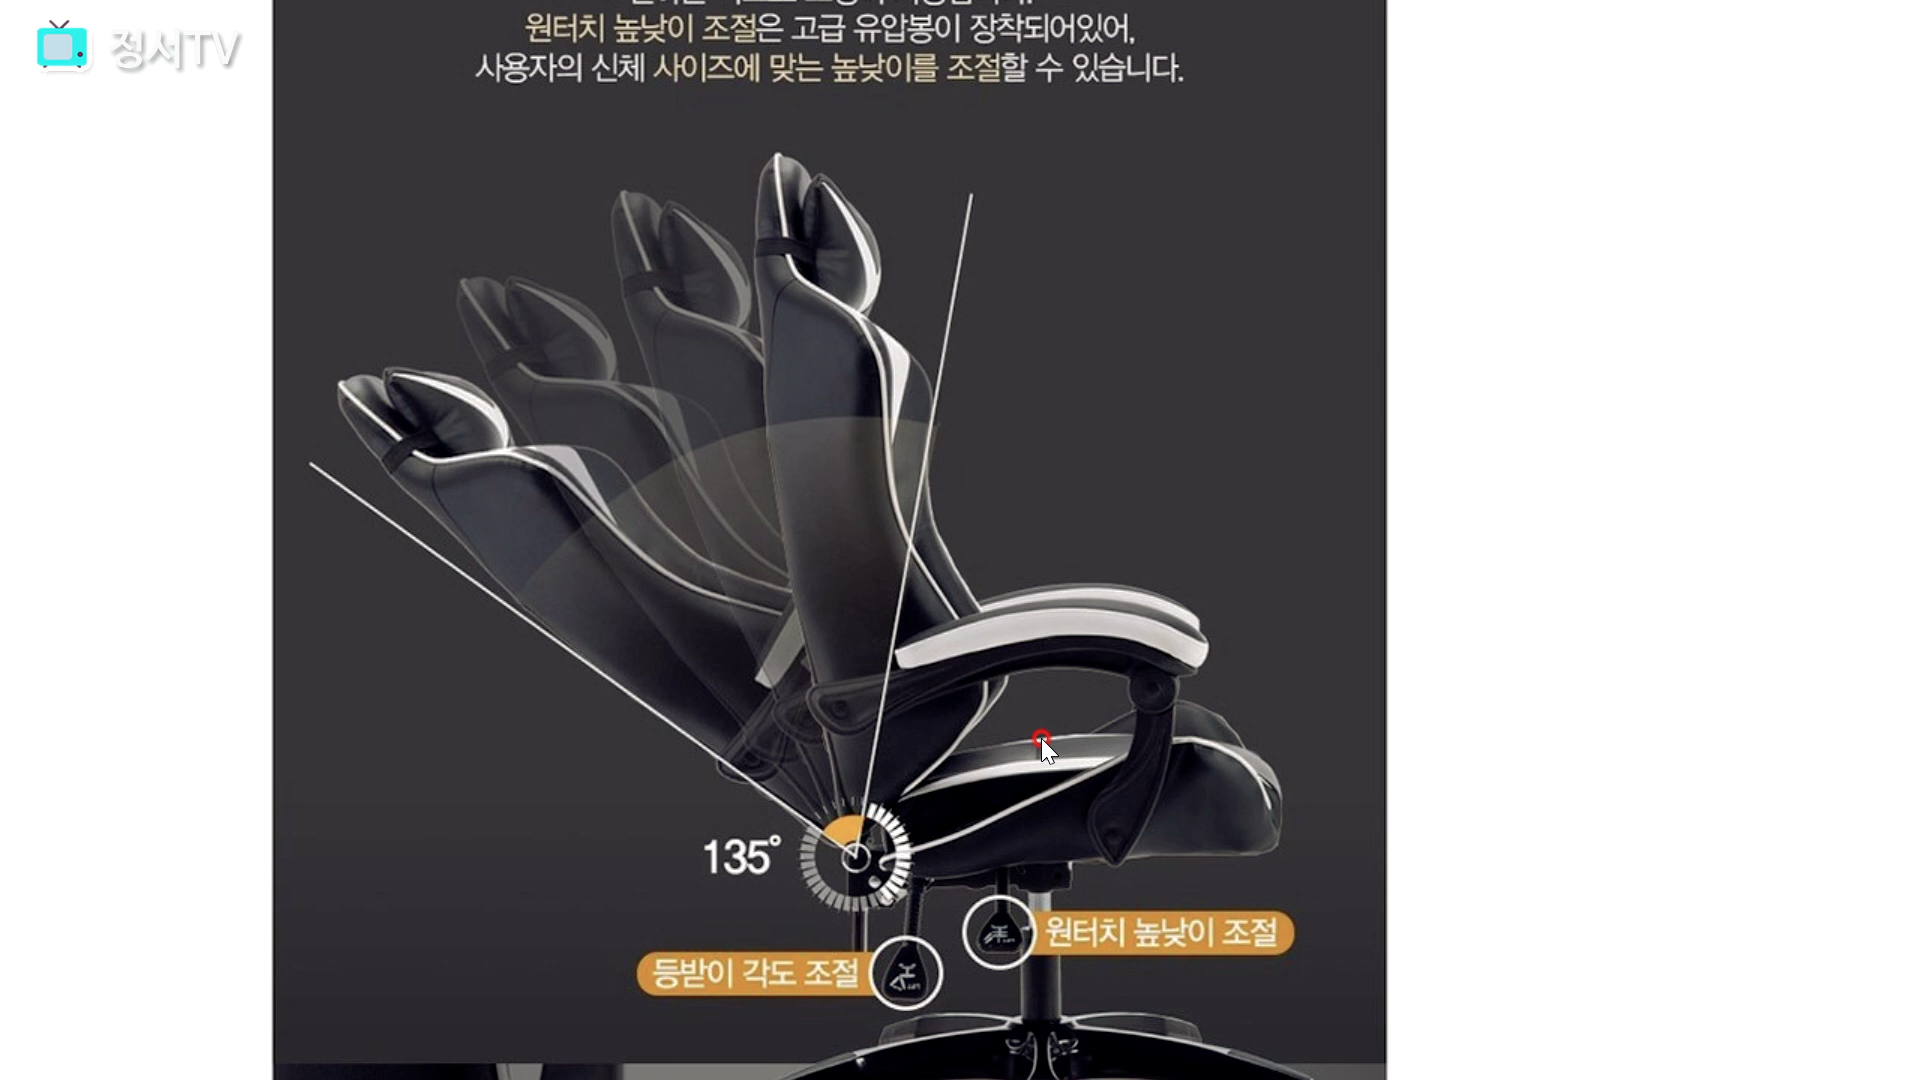 정서TV
원터치 높낮이 조절은 고급 유압봉이 장착되어있어,
사용자의 신체 사이즈에 맞는 높낮이를 조절할 수 있습니다.
135°
원터치 높낮이 조절
등받이 각도 조절